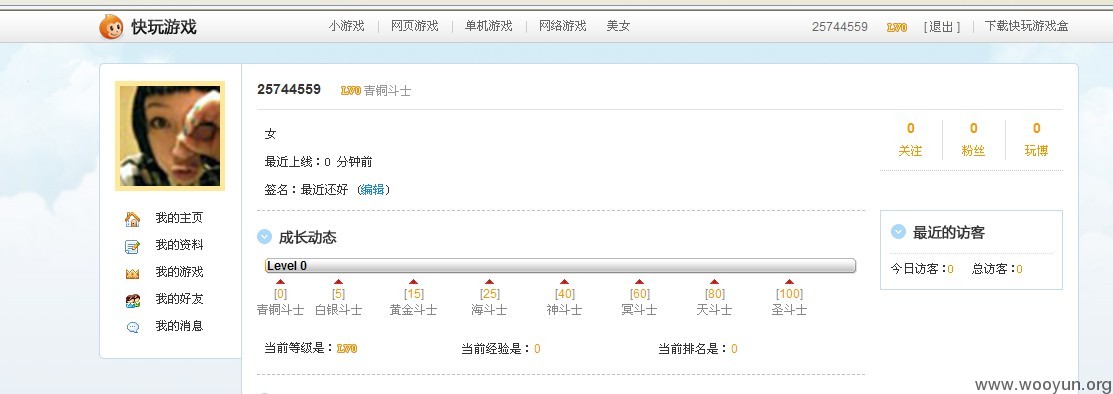 快玩游戏 小游戏 网页游戏 单机游戏 网络游戏 美女 25744559 LV0 [退出] 下载快玩游戏盒
25744559 LV0 青铜斗士
女
最近上线：0 分钟前
签名：最近还好 (编辑)
0 0 0
关注 粉丝 玩博
我的主页
我的资料
我的游戏
我的好友
我的消息
成长动态
Level 0
[0] [5] [15] [25] [40] [60] [80] [100]
青铜斗士 白银斗士 黄金斗士 海斗士 神斗士 冥斗士 天斗士 圣斗士
当前等级是：LV0 当前经验是：0 当前排名是：0
最近的访客
今日访客：0 总访客：0
www.wooyun.org